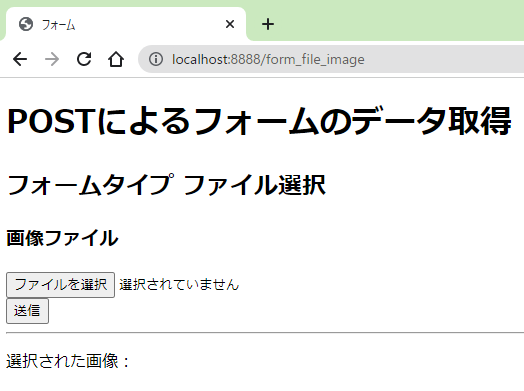 フォーム
localhost:8888/form_file_image
POSTによるフォームのデータ取得
フォームタイプ ファイル選択
画像ファイル
ファイルを選択 選択されていません
送信
選択された画像：